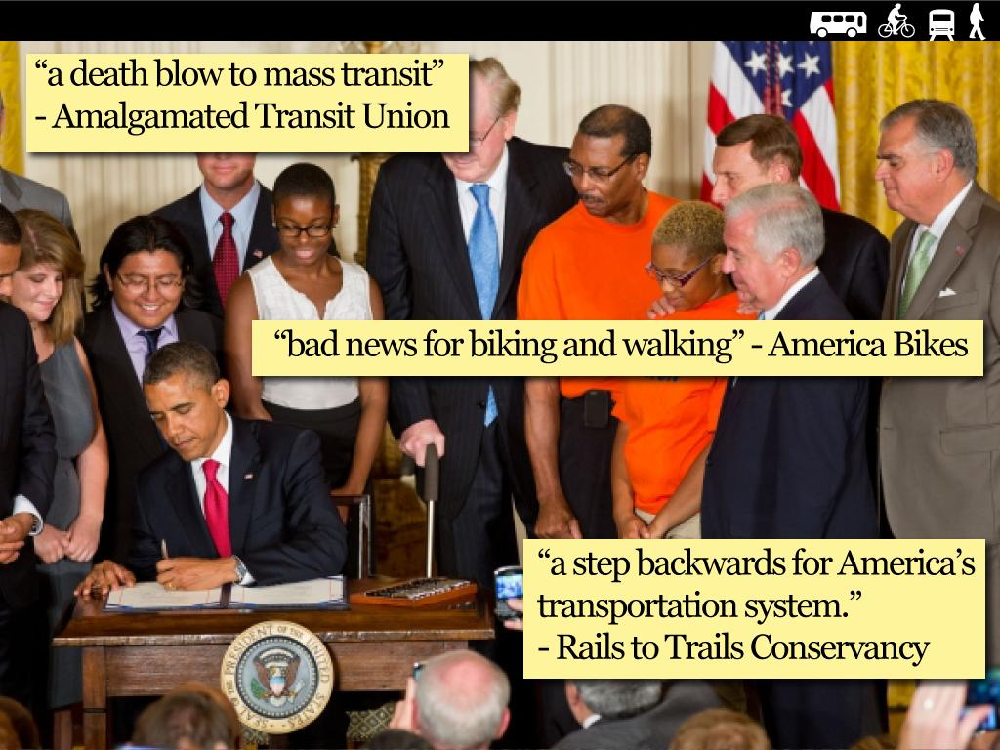 “a death blow to mass transit”
- Amalgamated Transit Union
“bad news for biking and walking” - America Bikes
“a step backwards for America’s
transportation system.”
- Rails to Trails Conservancy
PRESIDENT OF THE UNITED